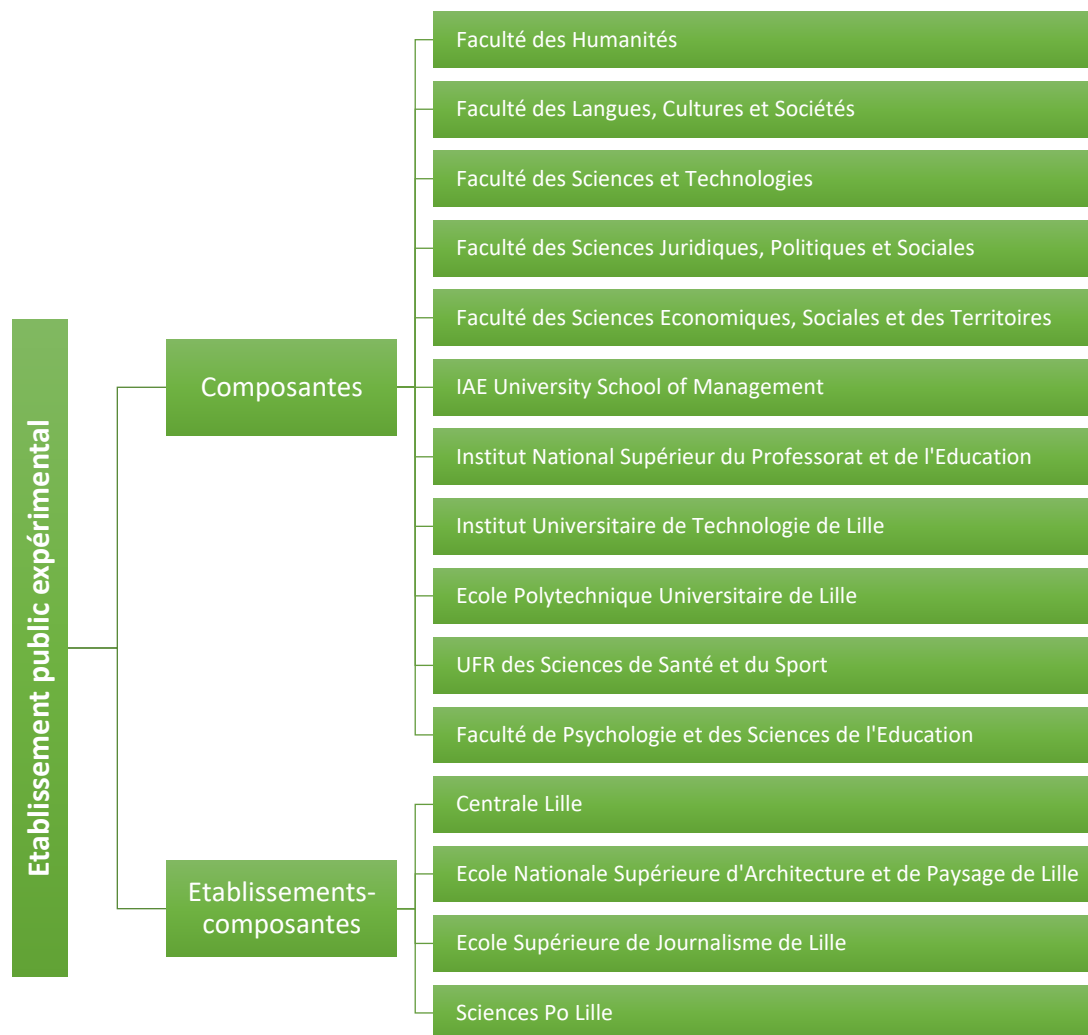 Etablissement public expérimental
Composantes
Faculté des Humanités
Faculté des Langues, Cultures et Sociétés
Faculté des Sciences et Technologies
Faculté des Sciences Juridiques, Politiques et Sociales
Faculté des Sciences Economiques, Sociales et des Territoires
IAE University School of Management
Institut National Supérieur du Professorat et de l'Education
Institut Universitaire de Technologie de Lille
Ecole Polytechnique Universitaire de Lille
UFR des Sciences de Santé et du Sport
Faculté de Psychologie et des Sciences de l'Education
Etablissements-
composantes
Centrale Lille
Ecole Nationale Supérieure d'Architecture et de Paysage de Lille
Ecole Supérieure de Journalisme de Lille
Sciences Po Lille